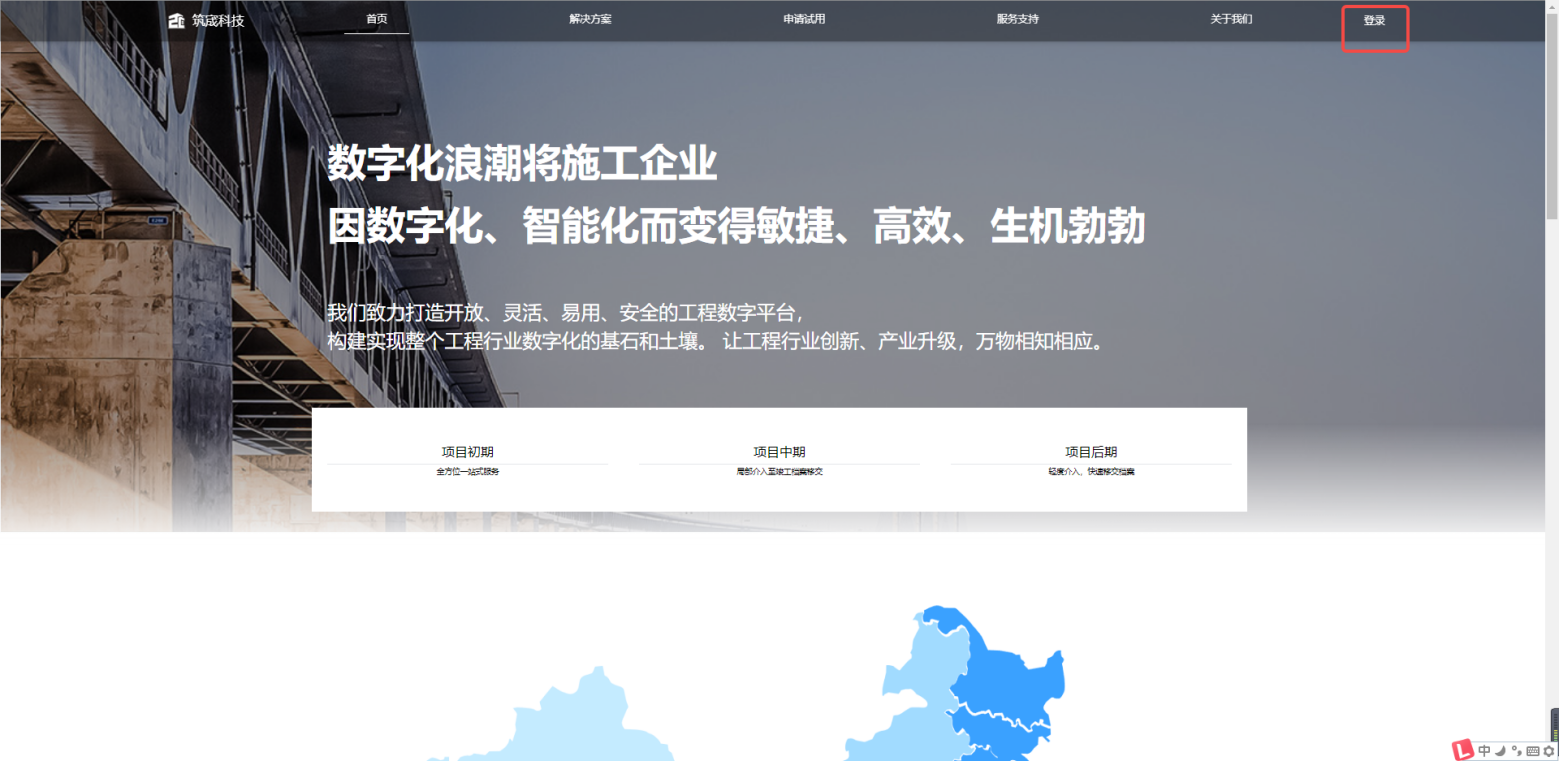 筑宬科技
首页
解决方案
申请试用
服务支持
关于我们
登录
数字化浪潮将施工企业
因数字化、智能化而变得敏捷、高效、生机勃勃
我们致力打造开放、灵活、易用、安全的工程数字平台，
构建实现整个工程行业数字化的基石和土壤。 让工程行业创新、产业升级，万物相知相应。
项目初期
全方位一站式服务
项目中期
局部介入至竣工档案移交
项目后期
轻度介入、快速移交档案
中